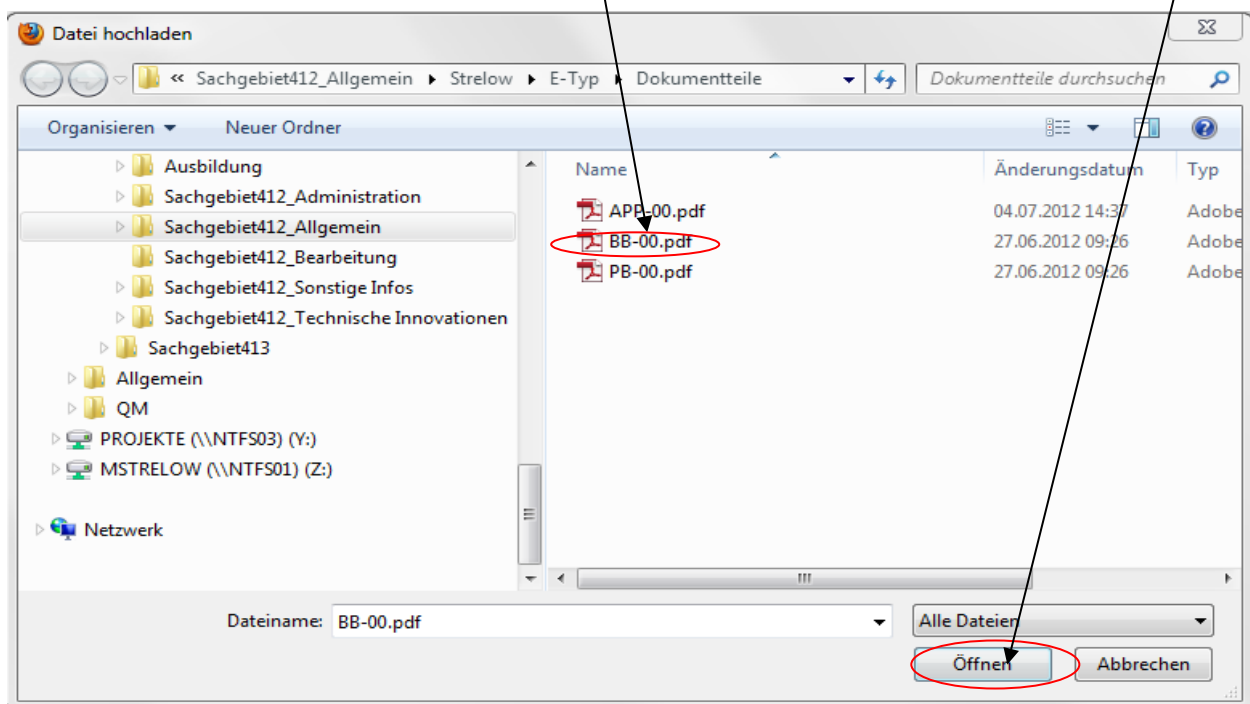 Datei hochladen
« Sachgebiet412_Allgemein Strelow E-Typ Dokumentteile Dokumentteile durchsuchen
Organisieren Neuer Ordner
Name Änderungsdatum Typ
Ausbildung
Sachgebiet412_Administration
Sachgebiet412_Allgemein
Sachgebiet412_Bearbeitung
Sachgebiet412_Sonstige Infos
Sachgebiet412_Technische Innovationen
Sachgebiet413
Allgemein
QM
PROJEKTE (\\NTFS03) (Y:)
MSTRELOW (\\NTFS01) (Z:)
Netzwerk
APP-00.pdf 04.07.2012 14:37 Adobe
BB-00.pdf 27.06.2012 09:26 Adobe
PB-00.pdf 27.06.2012 09:26 Adobe
Dateiname: BB-00.pdf Alle Dateien
Öffnen Abbrechen